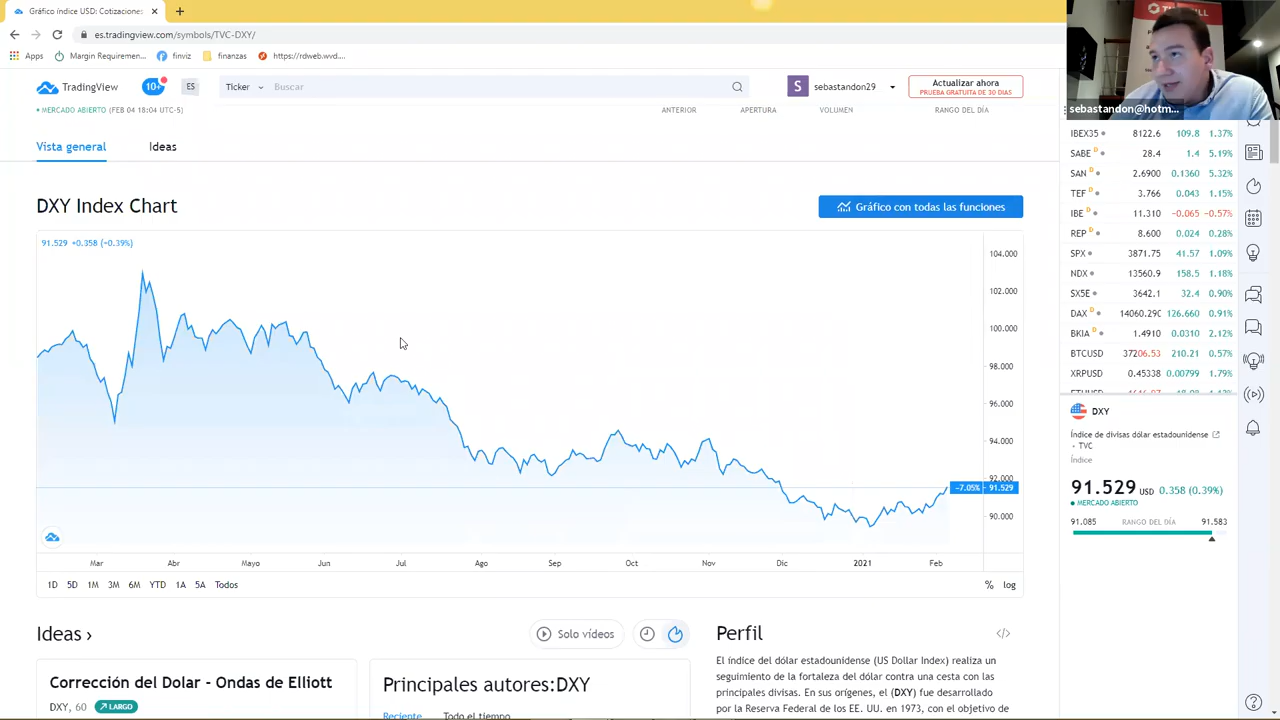 Gráfico índice USD: Cotizaciones
es.tradingview.com/symbols/TVC-DXY/
Apps
Margin Requiremen...
finviz
finanzas
https://rdweb.wvd....
TradingView
10+
ES
Ticker
Buscar
S
sebastandon29
Actualizar ahora
PRUEBA GRATUITA DE 30 DÍAS
MERCADO ABIERTO (FEB 04 18:04 UTC-5)
ANTERIOR
APERTURA
VOLUMEN
RANGO DEL DÍA
sebastandon@hotm...
Vista general
Ideas
DXY Index Chart
Gráfico con todas las funciones
91.529 +0.358 (−0.39%)
104.000
102.000
100.000
98.000
96.000
94.000
92.000
−7.05% 91.529
90.000
Mar
Abr
Mayo
Jun
Jul
Ago
Sep
Oct
Nov
Dic
2021
Feb
1D 5D 1M 3M 6M YTD 1A 5A Todos
% log
Ideas ›
Solo vídeos
Corrección del Dolar - Ondas de Elliott
DXY, 60
LARGO
Principales autores:DXY
Reciente
Todo el tiempo
Perfil
El índice del dólar estadounidense (US Dollar Index) realiza un
seguimiento de la fortaleza del dólar contra una cesta con las
principales divisas. En sus orígenes, el (DXY) fue desarrollado
por la Reserva Federal de los EE. UU. en 1973, con el objetivo de
IBEX35 8122.6 109.8 1.37%
SABE D 28.4 1.4 5.19%
SAN D 2.6900 0.1360 5.32%
TEF D 3.766 0.043 1.15%
IBE D 11.310 −0.065 −0.57%
REP D 8.600 0.024 0.28%
SPX 3871.75 41.57 1.09%
NDX 13560.9 158.5 1.18%
SX5E 3642.1 32.4 0.90%
DAX D 14060.290 126.660 0.91%
BKIA D 1.4910 0.0310 2.12%
BTCUSD 37206.53 210.21 0.57%
XRPUSD 0.45338 0.00799 1.79%
DXY
Índice de divisas dólar estadounidense
• TVC
Índice
91.529 USD 0.358 (0.39%)
MERCADO ABIERTO
91.085 RANGO DEL DÍA 91.583